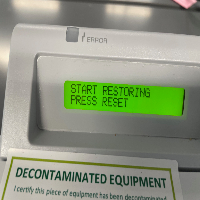 ERROR
START RESTORING
PRESS RESET
DECONTAMINATED EQUIPMENT
I certify this piece of equipment has been decontaminated